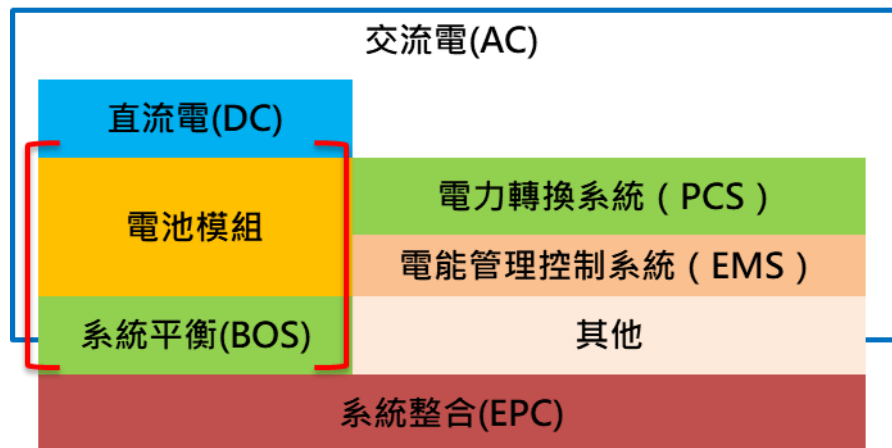 交流電(AC)
直流電(DC)
電池模組
電力轉換系統（PCS）
電能管理控制系統（EMS）
系統平衡(BOS)
其他
系統整合(EPC)